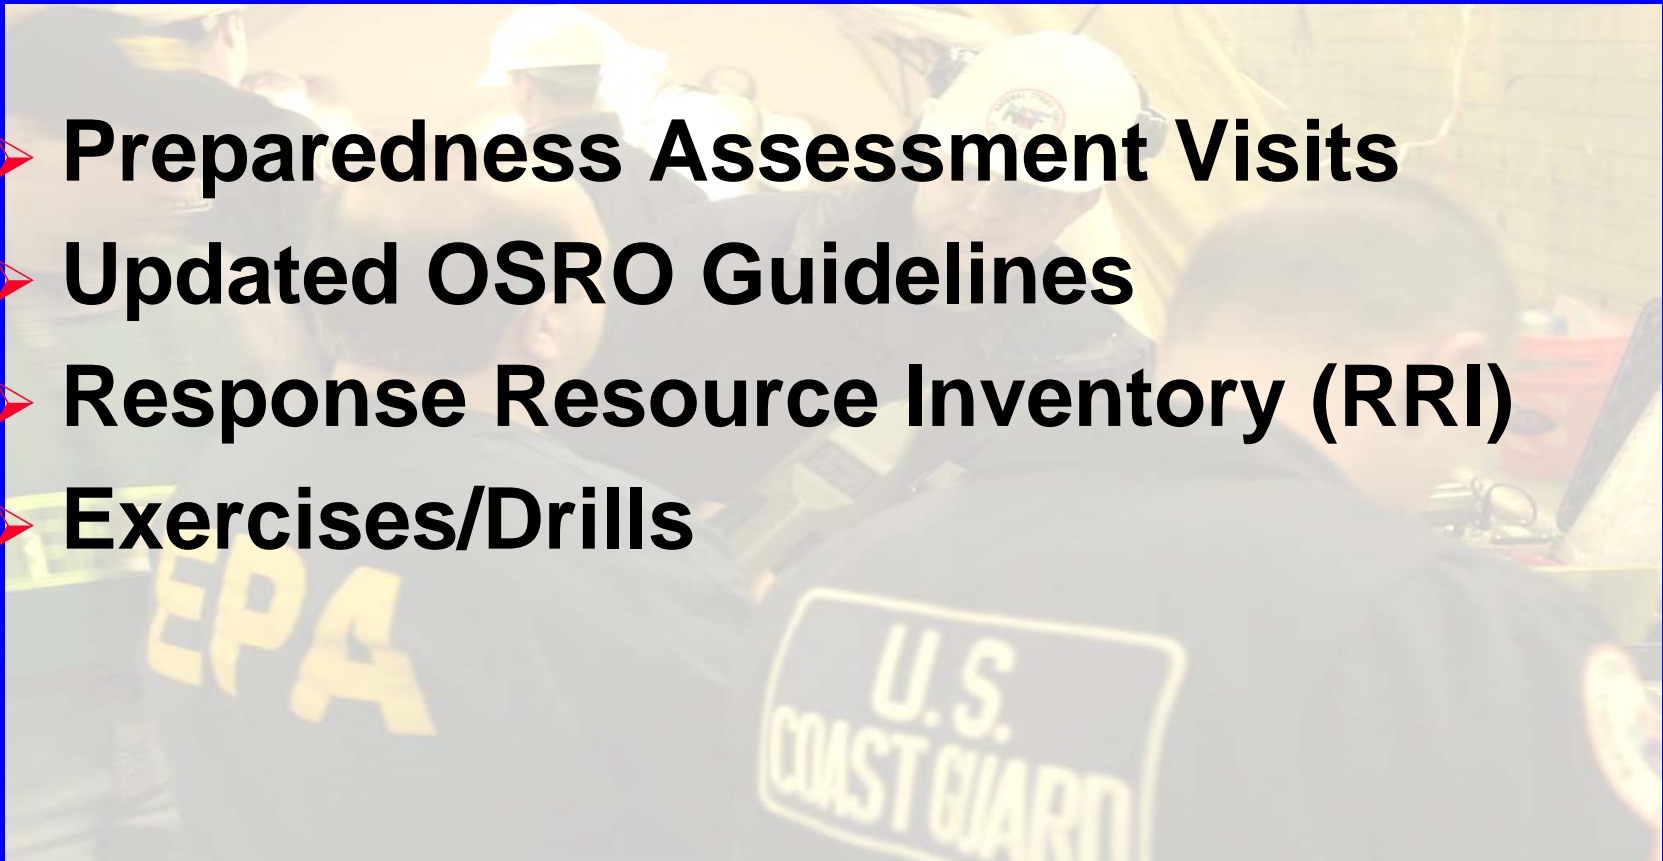 Preparedness Assessment Visits
Updated OSRO Guidelines
Response Resource Inventory (RRI)
Exercises/Drills
EPA
U.S.
COAST GUARD